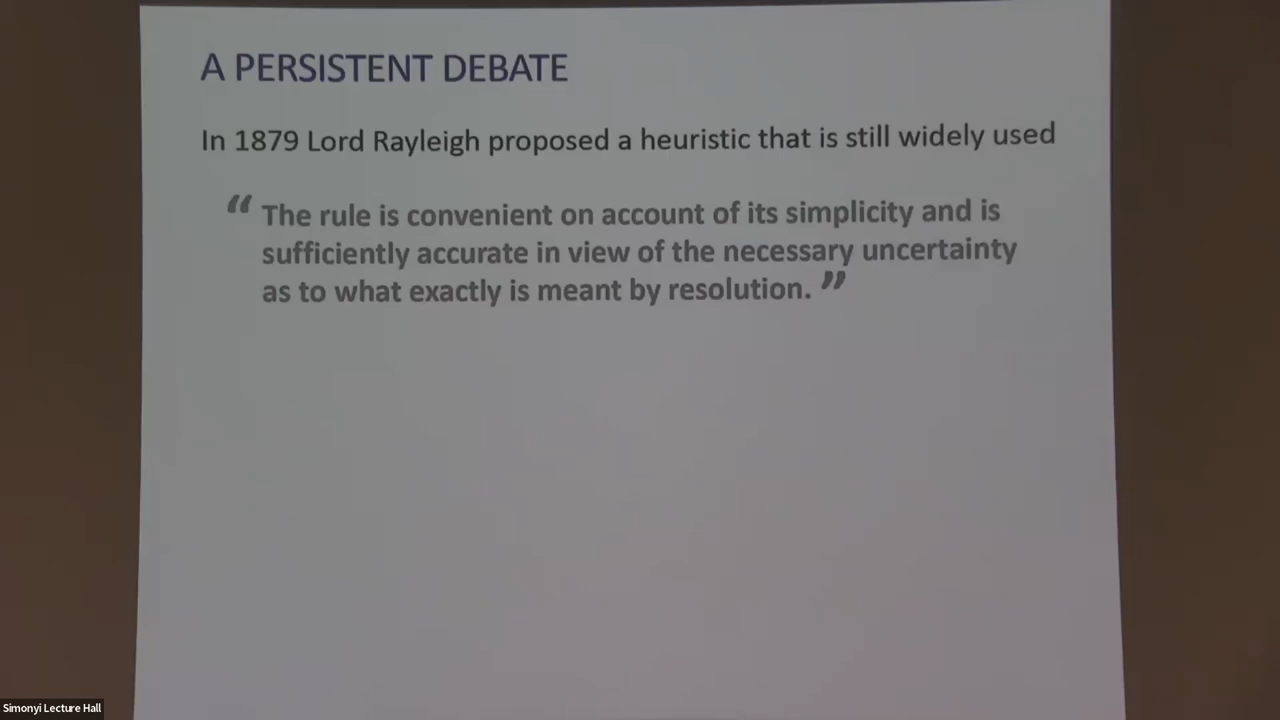 A PERSISTENT DEBATE
In 1879 Lord Rayleigh proposed a heuristic that is still widely used
“ The rule is convenient on account of its simplicity and is
sufficiently accurate in view of the necessary uncertainty
as to what exactly is meant by resolution. ”
Simonyi Lecture Hall